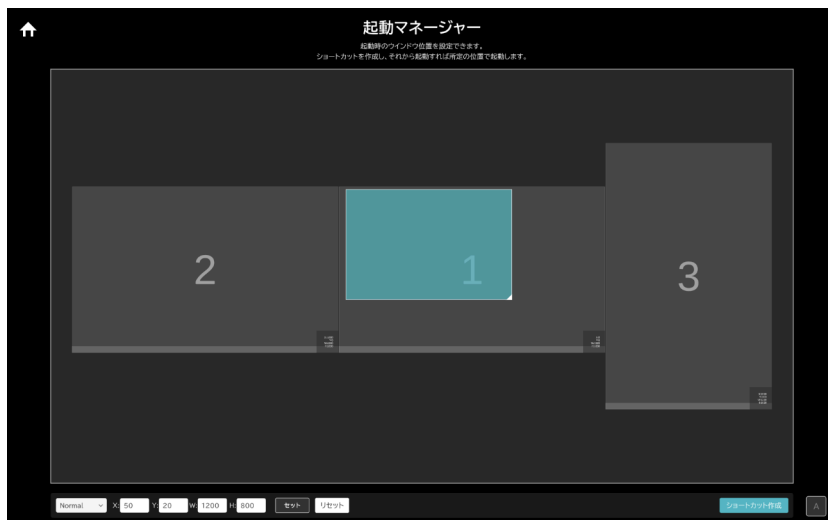 起動マネージャー
起動時のウインドウ位置を設定できます。
ショートカットを作成し、それから起動すれば所定の位置で起動します。
2
1
3
Normal X: 50 Y: 20 W: 1200 H: 800 セット リセット ショートカット作成 A